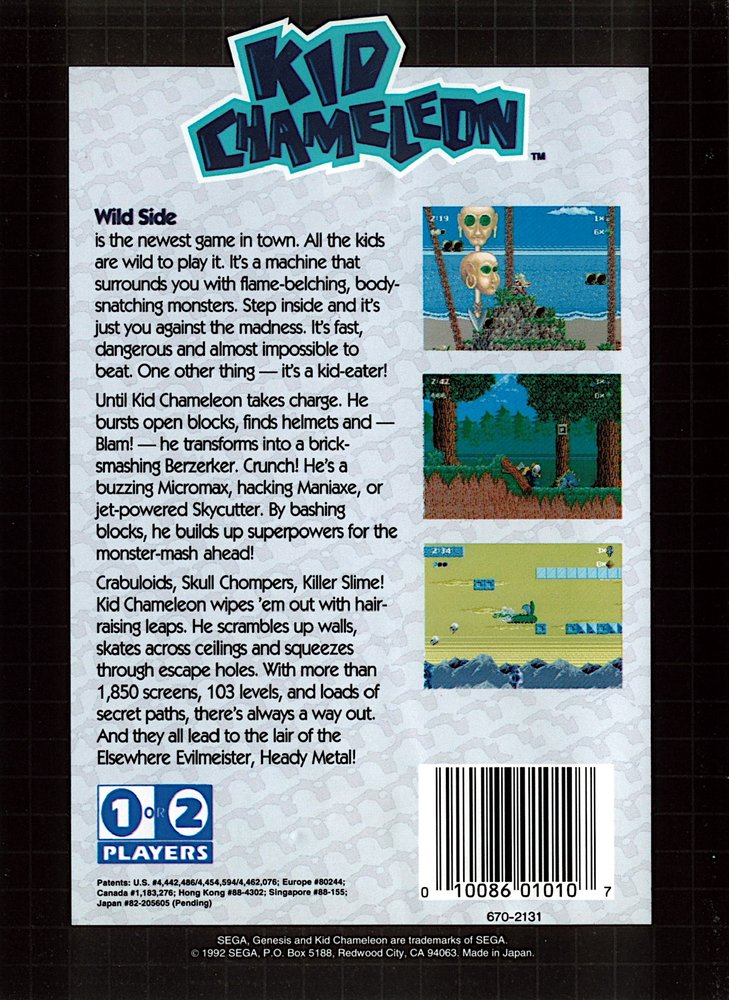 KID
CHAMELEON
TM
Wild Side
is the newest game in town. All the kids
are wild to play it. It's a machine that
surrounds you with flame-belching, body-
snatching monsters. Step inside and it's
just you against the madness. It's fast,
dangerous and almost impossible to
beat. One other thing — it's a kid-eater!
Until Kid Chameleon takes charge. He
bursts open blocks, finds helmets and —
Blam! — he transforms into a brick-
smashing Berzerker. Crunch! He's a
buzzing Micromax, hacking Maniaxe, or
jet-powered Skycutter. By bashing
blocks, he builds up superpowers for the
monster-mash ahead!
Crabuloids, Skull Chompers, Killer Slime!
Kid Chameleon wipes 'em out with hair-
raising leaps. He scrambles up walls,
skates across ceilings and squeezes
through escape holes. With more than
1,850 screens, 103 levels, and loads of
secret paths, there's always a way out.
And they all lead to the lair of the
Elsewhere Evilmeister, Heady Metal!
2:19
1×
6×
2:42
2:34
3×
1 OR 2
PLAYERS
Patents: U.S. #4,442,486/4,454,594/4,462,076; Europe #80244;
Canada #1,183,276; Hong Kong #88-4302; Singapore #88-155;
Japan #82-205605 (Pending)
0 10086 01010 7
670-2131
SEGA, Genesis and Kid Chameleon are trademarks of SEGA.
© 1992 SEGA, P.O. Box 5188, Redwood City, CA 94063. Made in Japan.